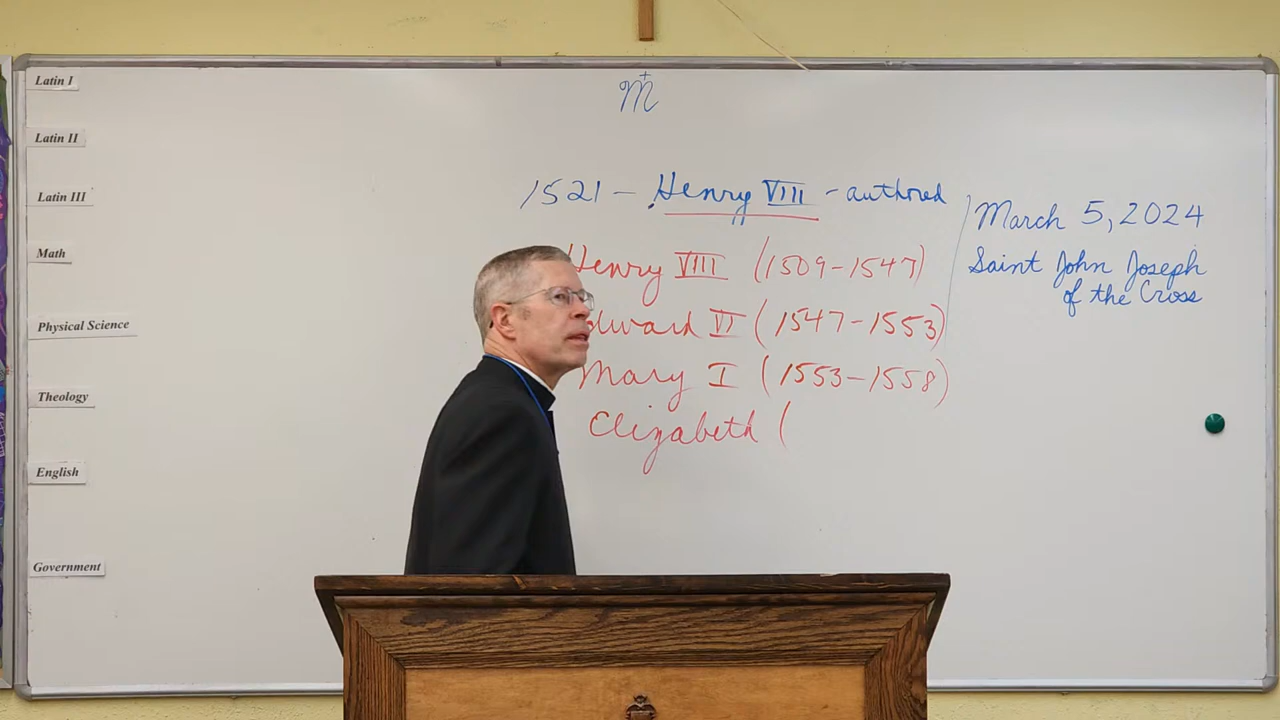 Latin I
Latin II
Latin III
Math
Physical Science
Theology
English
Government
M
1521 – Henry VIII - authored
Henry VIII (1509-1547)
dward VI (1547-1553)
Mary I (1553-1558)
Elizabeth (
March 5, 2024
Saint John Joseph
of the Cross